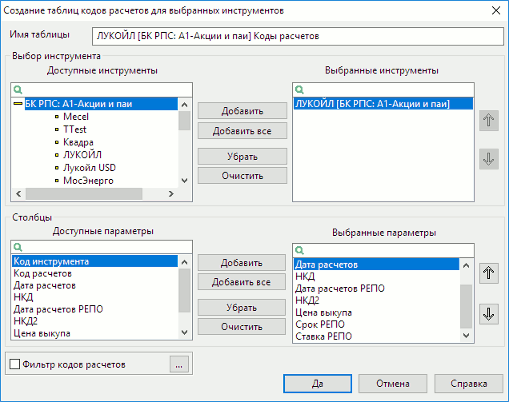 Создание таблиц кодов расчетов для выбранных инструментов
Имя таблицы
ЛУКОЙЛ [БК РПС: А1-Акции и паи] Коды расчетов
Выбор инструмента
Доступные инструменты
БК РПС: А1-Акции и паи
Mecel
TTest
Квадра
ЛУКОЙЛ
Лукойл USD
МосЭнерго
Добавить
Добавить все
Убрать
Очистить
Выбранные инструменты
ЛУКОЙЛ [БК РПС: А1-Акции и паи]
Столбцы
Доступные параметры
Код инструмента
Код расчетов
Дата расчетов
НКД
Дата расчетов РЕПО
НКД2
Цена выкупа
Добавить
Добавить все
Убрать
Очистить
Выбранные параметры
Дата расчетов
НКД
Дата расчетов РЕПО
НКД2
Цена выкупа
Срок РЕПО
Ставка РЕПО
Фильтр кодов расчетов
...
Да
Отмена
Справка